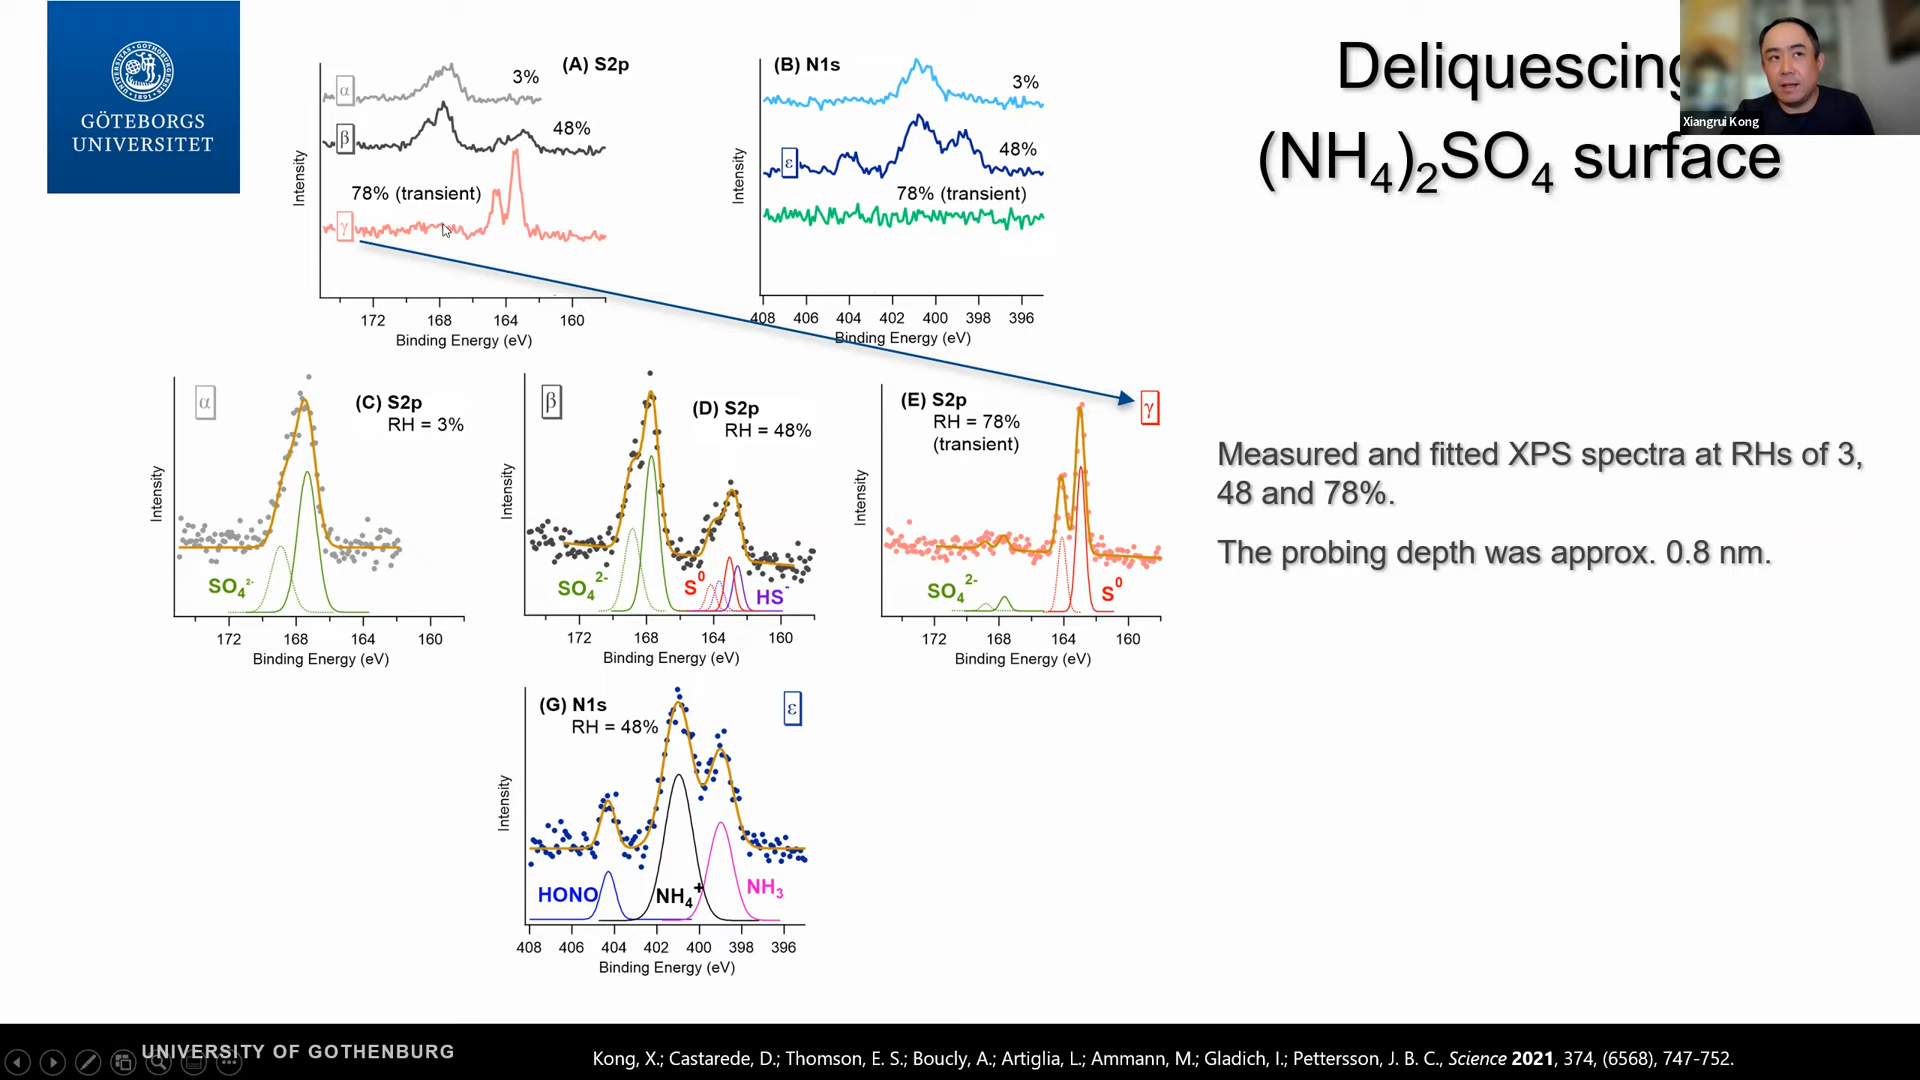 GÖTEBORGS
UNIVERSITET
Deliquescing
(NH4)2SO4 surface
Xiangrui Kong
(A) S2p
α
3%
β
48%
78% (transient)
γ
Intensity
172 168 164 160
Binding Energy (eV)
(B) N1s
3%
ε
48%
78% (transient)
Intensity
408 406 404 402 400 398 396
Binding Energy (eV)
α
(C) S2p
RH = 3%
SO4 2-
Intensity
172 168 164 160
Binding Energy (eV)
β
(D) S2p
RH = 48%
SO4 2-
S0
HS-
Intensity
172 168 164 160
Binding Energy (eV)
(E) S2p
RH = 78%
(transient)
γ
SO4 2-
S0
Intensity
172 168 164 160
Binding Energy (eV)
Measured and fitted XPS spectra at RHs of 3,
48 and 78%.
The probing depth was approx. 0.8 nm.
(G) N1s
RH = 48%
ε
HONO
NH4+
NH3
Intensity
408 406 404 402 400 398 396
Binding Energy (eV)
UNIVERSITY OF GOTHENBURG
Kong, X.; Castarede, D.; Thomson, E. S.; Boucly, A.; Artiglia, L.; Ammann, M.; Gladich, I.; Pettersson, J. B. C., Science 2021, 374, (6568), 747-752.